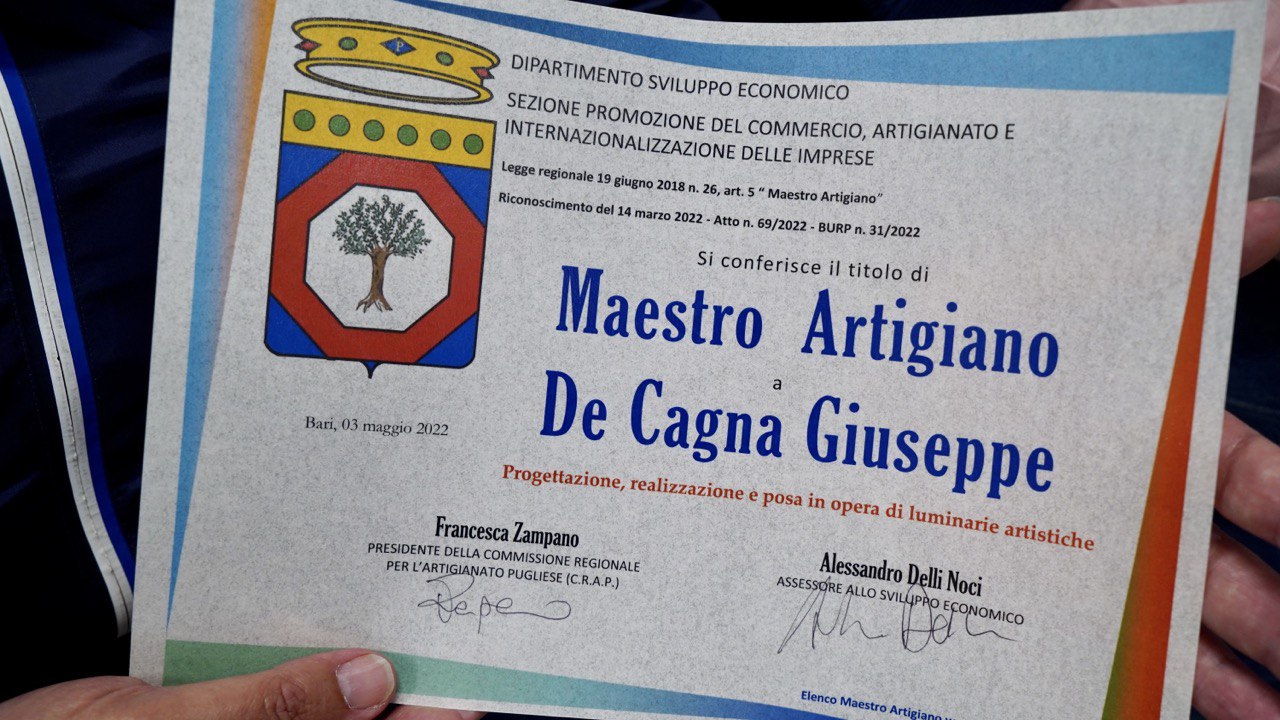 P
DIPARTIMENTO SVILUPPO ECONOMICO
SEZIONE PROMOZIONE DEL COMMERCIO, ARTIGIANATO E
INTERNAZIONALIZZAZIONE DELLE IMPRESE
Legge regionale 19 giugno 2018 n. 26, art. 5 “ Maestro Artigiano”
Riconoscimento del 14 marzo 2022 - Atto n. 69/2022 - BURP n. 31/2022
Si conferisce il titolo di
Maestro Artigiano
a
De Cagna Giuseppe
Progettazione, realizzazione e posa in opera di luminarie artistiche
Bari, 03 maggio 2022
Francesca Zampano
PRESIDENTE DELLA COMMISSIONE REGIONALE
PER L’ARTIGIANATO PUGLIESE (C.R.A.P.)
Alessandro Delli Noci
ASSESSORE ALLO SVILUPPO ECONOMICO
Elenco Maestro Artigiano